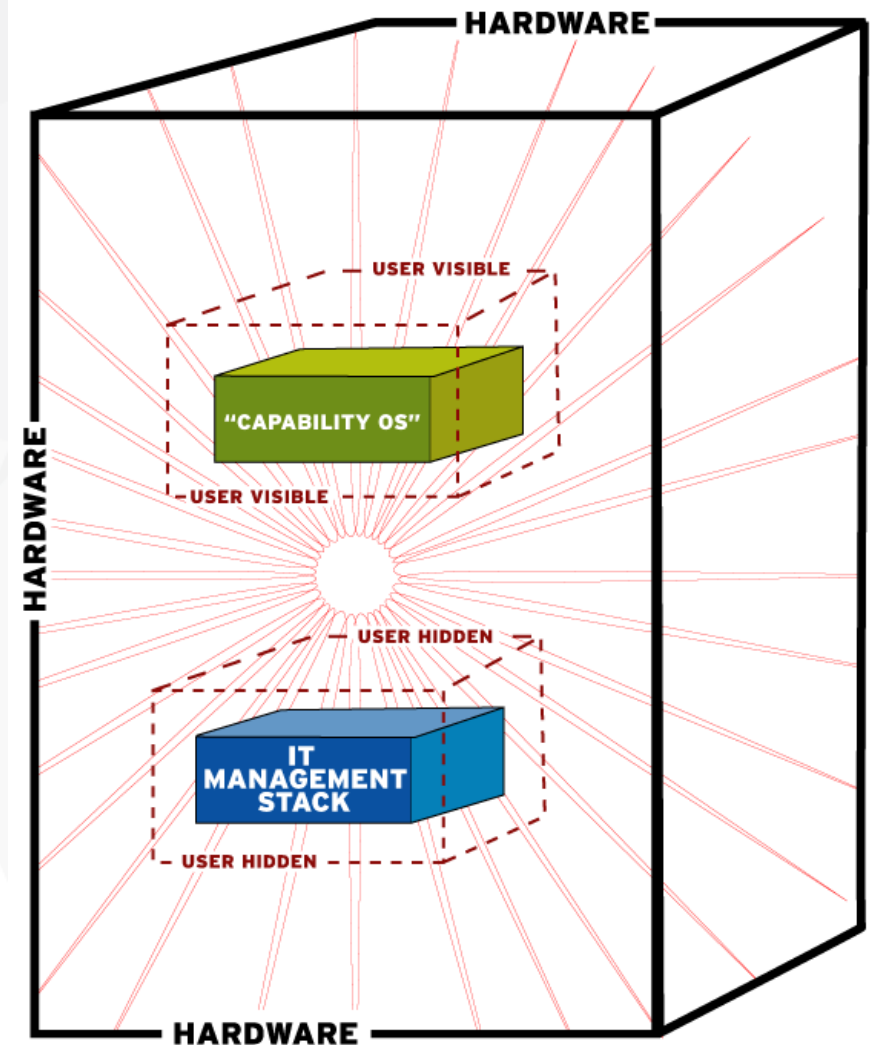 HARDWARE
USER VISIBLE
“CAPABILITY OS”
USER VISIBLE
HARDWARE
USER HIDDEN
IT
MANAGEMENT
STACK
USER HIDDEN
HARDWARE